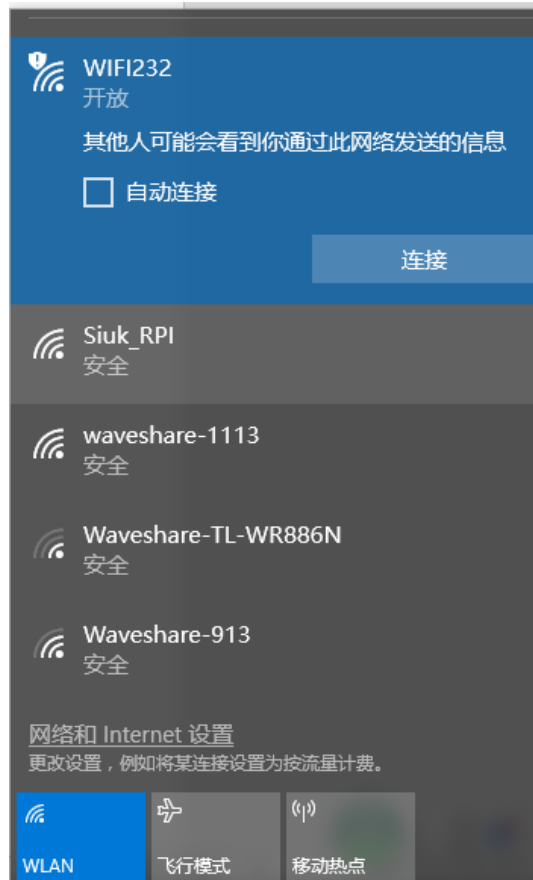 WIFI232
开放
其他人可能会看到你通过此网络发送的信息
自动连接
连接
Siuk_RPI
安全
waveshare-1113
安全
Waveshare-TL-WR886N
安全
Waveshare-913
安全
网络和 Internet 设置
更改设置，例如将某连接设置为按流量计费。
WLAN
飞行模式
移动热点